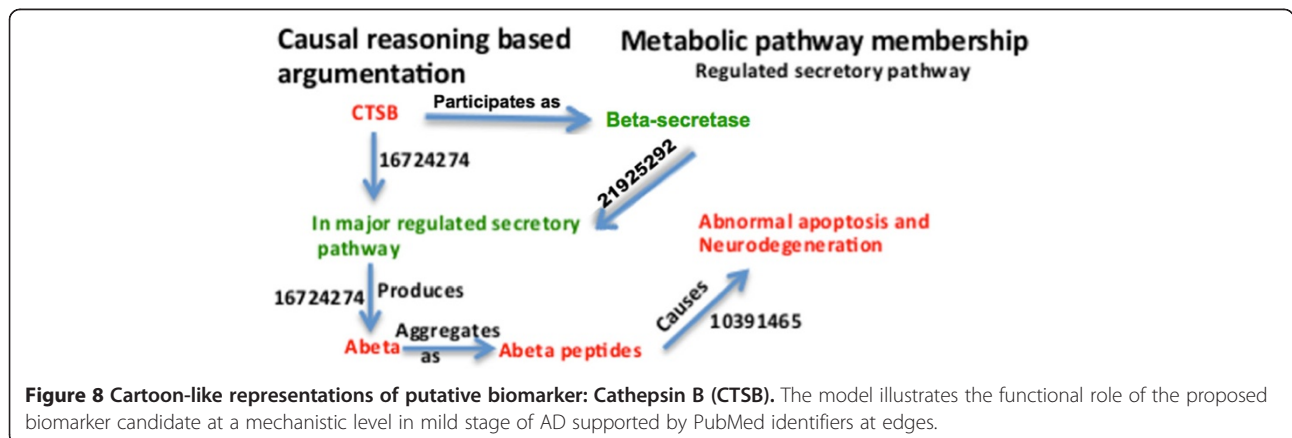 Causal reasoning based
argumentation
Metabolic pathway membership
Regulated secretory pathway
CTSB
Participates as
Beta-secretase
16724274
21925292
In major regulated secretory
pathway
Abnormal apoptosis and
Neurodegeneration
16724274
Produces
Causes
10391465
Abeta
Aggregates
as
Abeta peptides
Figure 8 Cartoon-like representations of putative biomarker: Cathepsin B (CTSB). The model illustrates the functional role of the proposed
biomarker candidate at a mechanistic level in mild stage of AD supported by PubMed identifiers at edges.